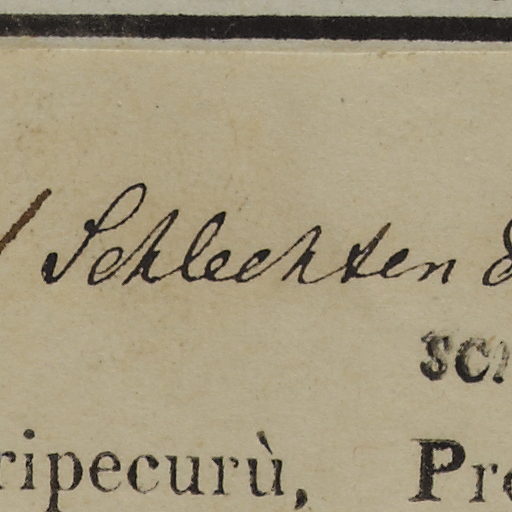 Schlechten &
sc
ripecurù, Pr